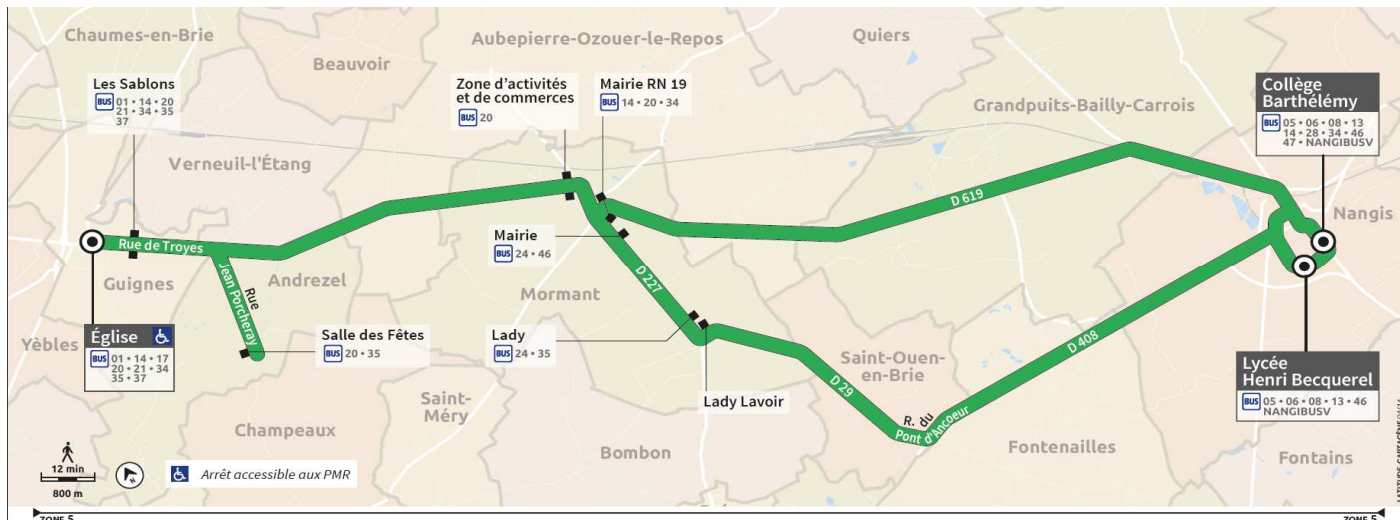 Chaumes-en-Brie
Beauvoir
Aubepierre-Ozouer-le-Repos
Quiers
Les Sablons
BUS 01 • 14 • 20
21 • 34 • 35
37
Zone d'activités
et de commerces
BUS 20
Mairie RN 19
BUS 14 • 20 • 34
Grandpuits-Bailly-Carrois
Collège
Barthélémy
BUS 05 • 06 • 08 • 13
14 • 28 • 34 • 46
47 • NANGIBUSV
Verneuil-l'Étang
D 619
Nangis
Rue de Troyes
Mairie
BUS 24 • 46
Guignes
Rue
Jean Porcheray
Andrezel
D 227
Mormant
Yèbles
Église
BUS 01 • 14 • 17
20 • 21 • 34
35 • 37
Salle des Fêtes
BUS 20 • 35
Lady
BUS 24 • 35
Saint-Ouen-
en-Brie
D 408
Lycée
Henri Becquerel
BUS 05 • 06 • 08 • 13 • 46
NANGIBUSV
D 29
Lady Lavoir
Saint-
Méry
R. du
Pont d'Ancoeur
Champeaux
Bombon
Fontenailles
Fontains
12 min
800 m
N
Arrêt accessible aux PMR
ZONE 5
ZONE 5